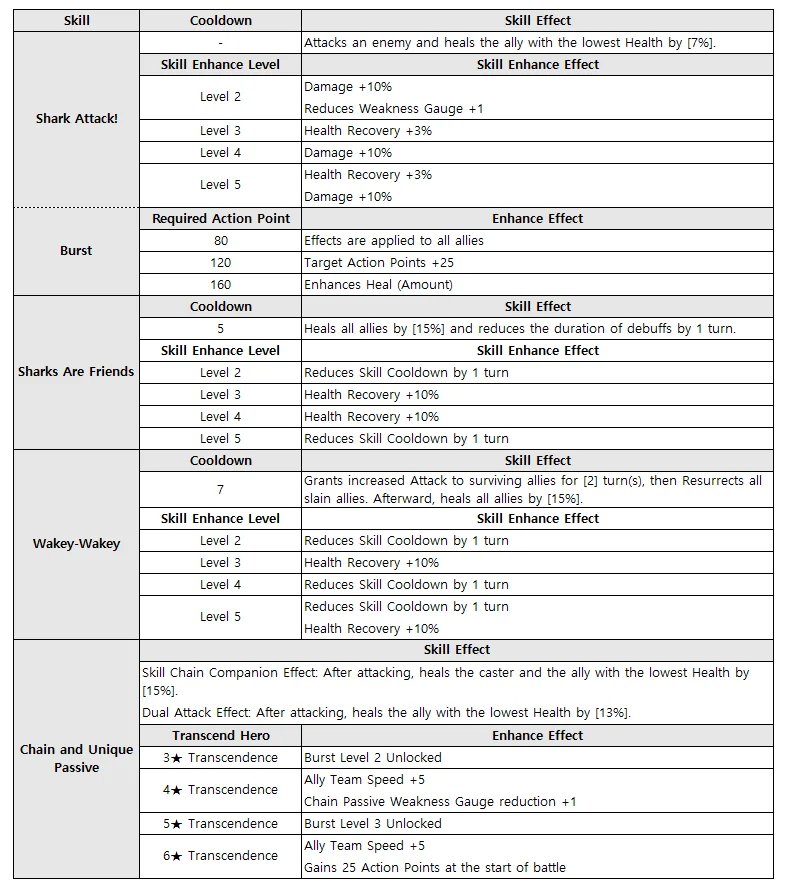 Skill Cooldown Skill Effect
Shark Attack!
- Attacks an enemy and heals the ally with the lowest Health by [7%].
Skill Enhance Level Skill Enhance Effect
Level 2 Damage +10%
Reduces Weakness Gauge +1
Level 3 Health Recovery +3%
Level 4 Damage +10%
Level 5 Health Recovery +3%
Damage +10%
Burst
Required Action Point Enhance Effect
80 Effects are applied to all allies
120 Target Action Points +25
160 Enhances Heal (Amount)
Sharks Are Friends
Cooldown Skill Effect
5 Heals all allies by [15%] and reduces the duration of debuffs by 1 turn.
Skill Enhance Level Skill Enhance Effect
Level 2 Reduces Skill Cooldown by 1 turn
Level 3 Health Recovery +10%
Level 4 Health Recovery +10%
Level 5 Reduces Skill Cooldown by 1 turn
Wakey-Wakey
Cooldown Skill Effect
7 Grants increased Attack to surviving allies for [2] turn(s), then Resurrects all
slain allies. Afterward, heals all allies by [15%].
Skill Enhance Level Skill Enhance Effect
Level 2 Reduces Skill Cooldown by 1 turn
Level 3 Health Recovery +10%
Level 4 Reduces Skill Cooldown by 1 turn
Level 5 Reduces Skill Cooldown by 1 turn
Health Recovery +10%
Chain and Unique
Passive
Skill Effect
Skill Chain Companion Effect: After attacking, heals the caster and the ally with the lowest Health by
[15%].
Dual Attack Effect: After attacking, heals the ally with the lowest Health by [13%].
Transcend Hero Enhance Effect
3★ Transcendence Burst Level 2 Unlocked
4★ Transcendence Ally Team Speed +5
Chain Passive Weakness Gauge reduction +1
5★ Transcendence Burst Level 3 Unlocked
6★ Transcendence Ally Team Speed +5
Gains 25 Action Points at the start of battle